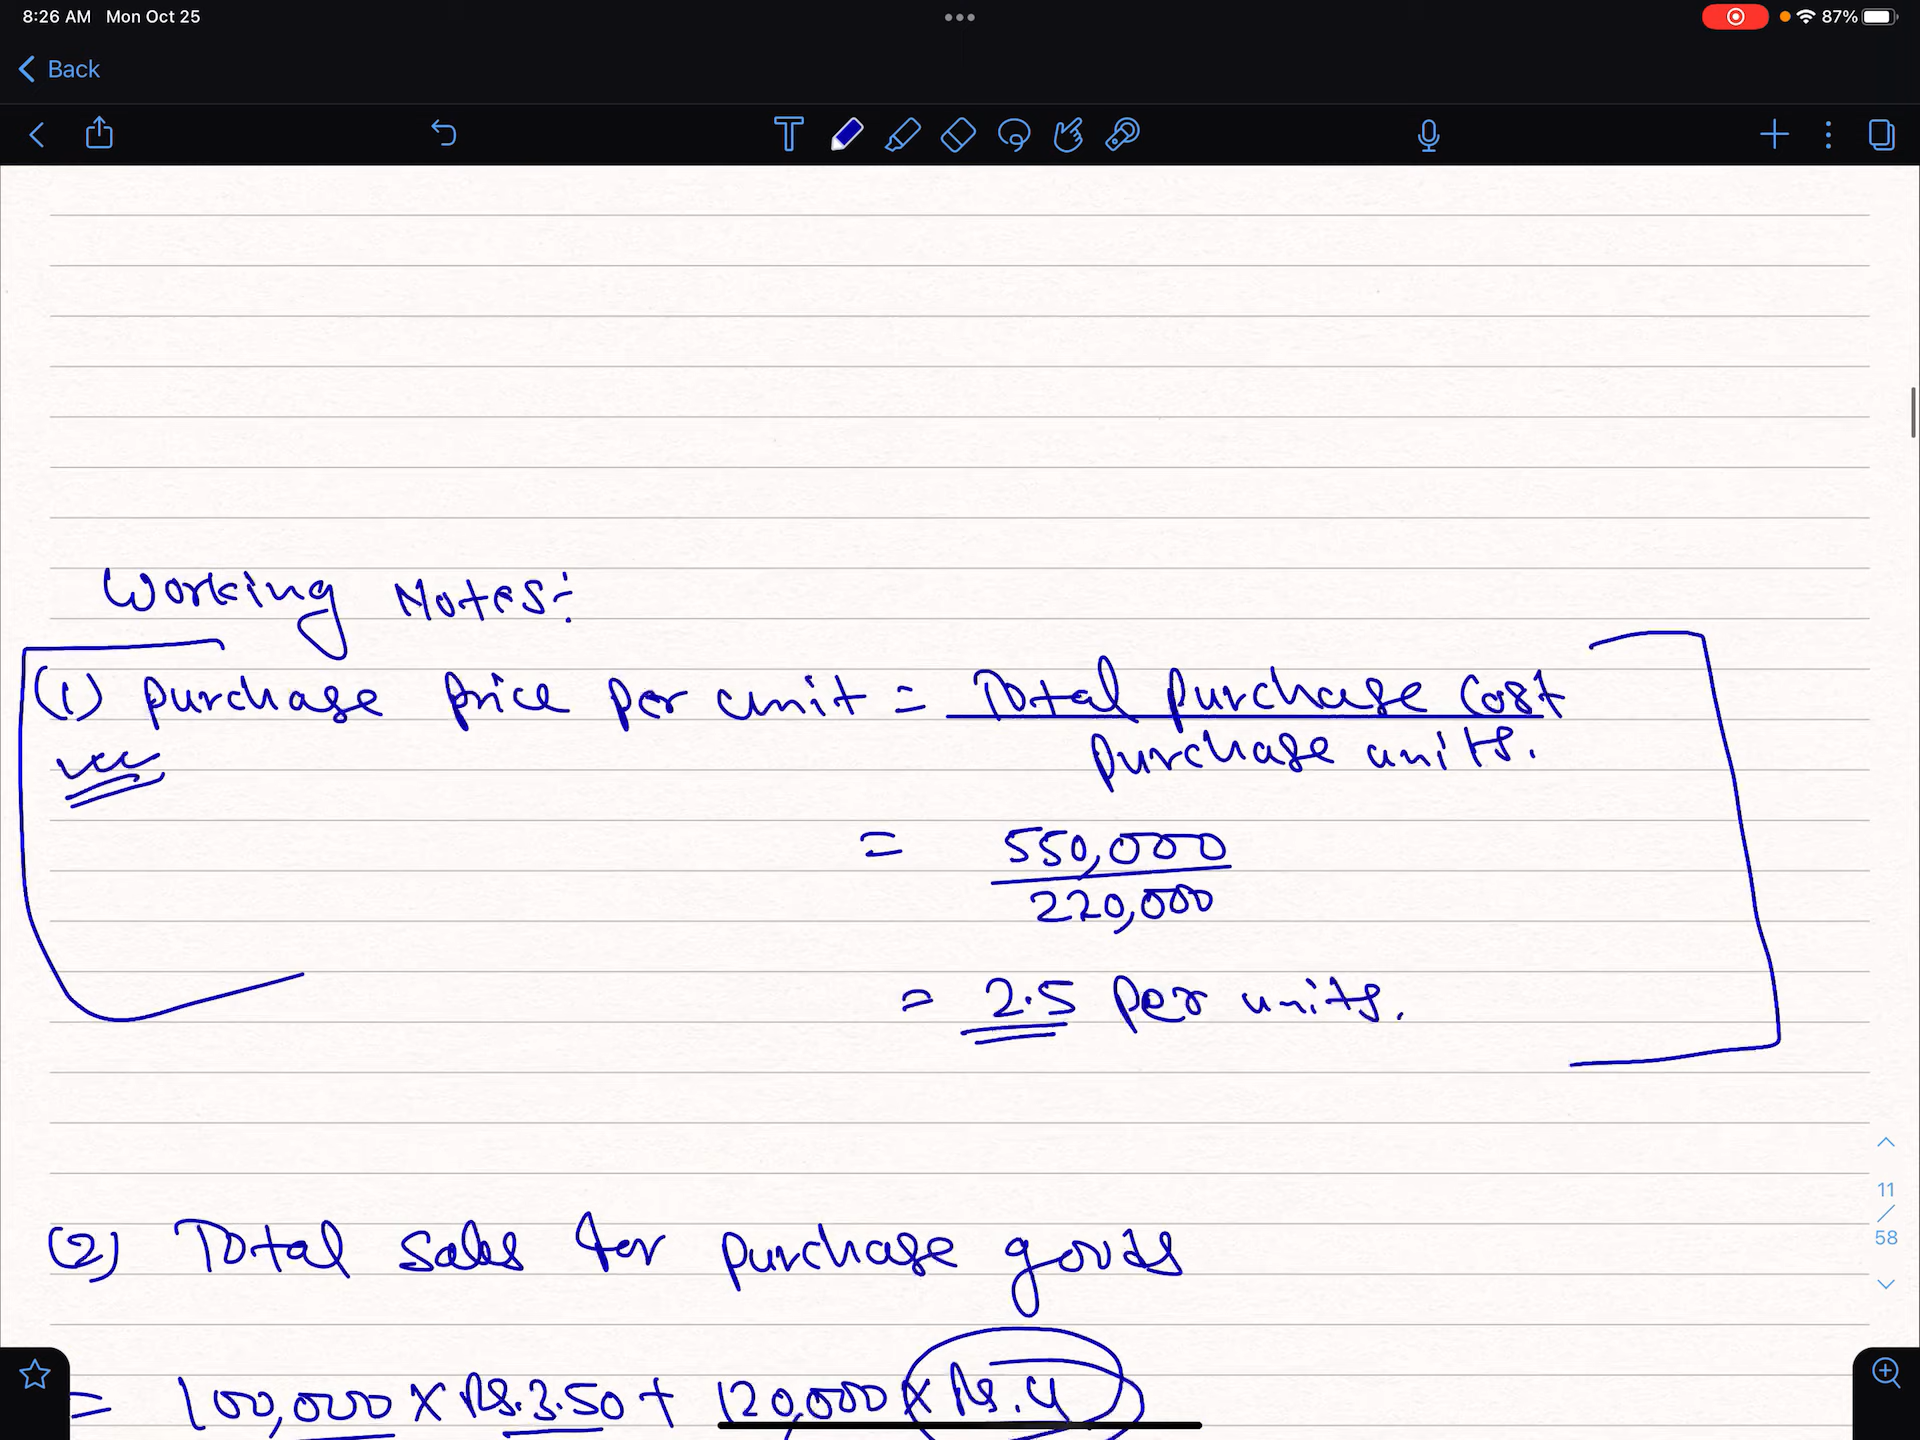 8:26 AM Mon Oct 25
87%
Back
T
Working Notes:
(1) purchase price per unit = Total purchase cost
purchase units.
= 550,000
220,000
= 2.5 per units.
(2) Total sales for purchase goods
= 100,000 × Rs.3.50 + 120,000 × Rs.4
11
/
58